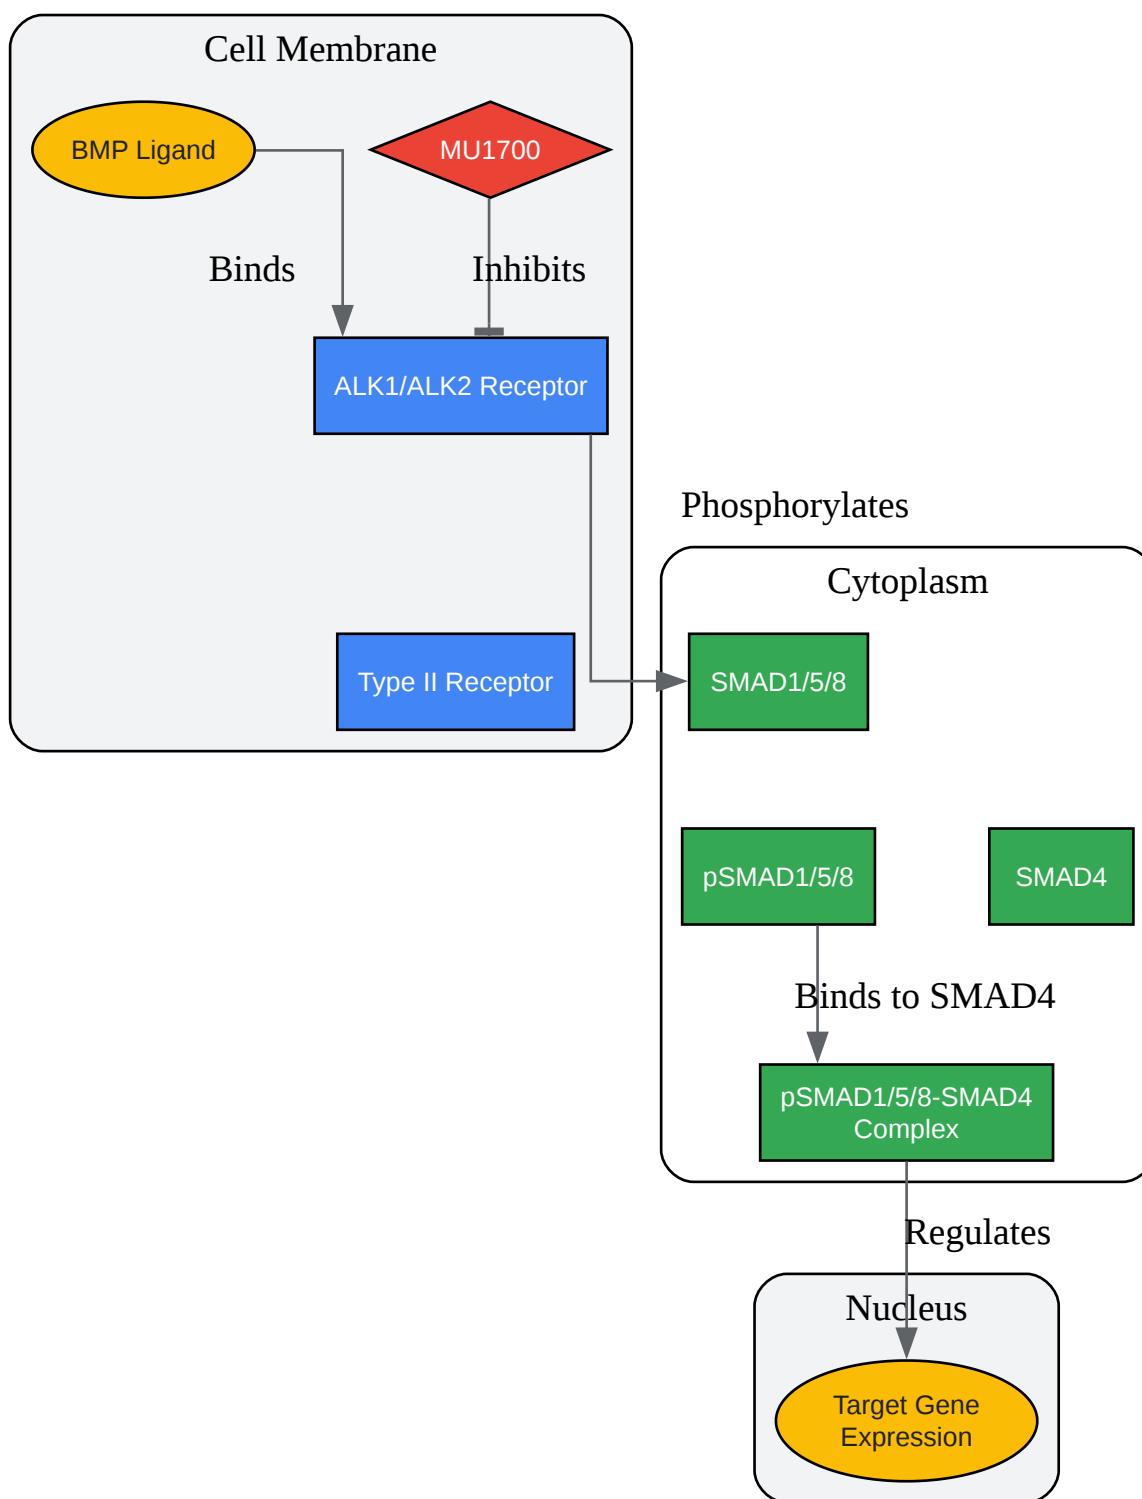 Cell Membrane
BMP Ligand
MU1700
Binds
Inhibits
ALK1/ALK2 Receptor
Phosphorylates
Cytoplasm
Type II Receptor
SMAD1/5/8
pSMAD1/5/8
SMAD4
Binds to SMAD4
pSMAD1/5/8-SMAD4
Complex
Regulates
Nucleus
Target Gene
Expression